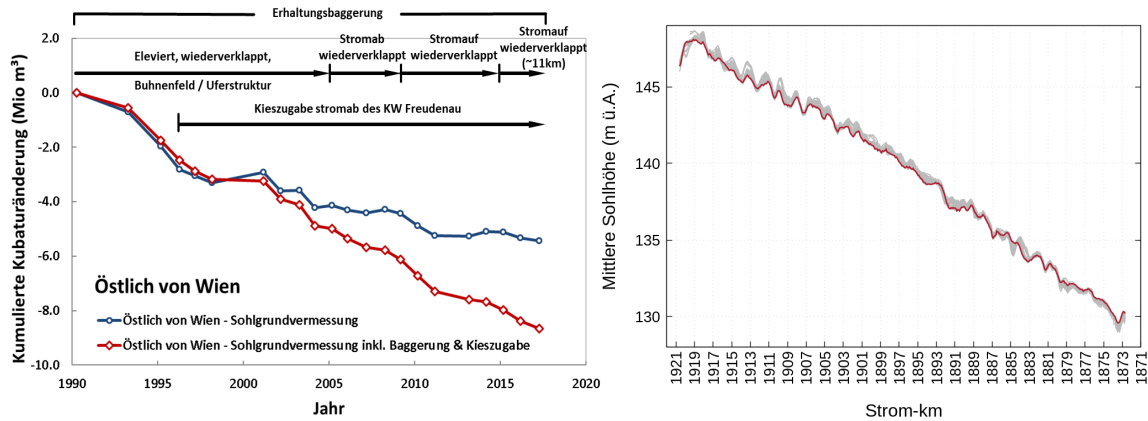 Erhaltungsbaggerung
Eleviert, wiederverklappt,
Buhnenfeld / Uferstruktur
Stromab
wiederverklappt
Stromauf
wiederverklappt
Stromauf
wiederverklappt
(~11km)
Kieszugabe stromab des KW Freudenau
Kumulierte Kubaturänderung (Mio m³)
2.0
0.0
-2.0
-4.0
-6.0
-8.0
-10.0
Östlich von Wien
Östlich von Wien - Sohlgrundvermessung
Östlich von Wien - Sohlgrundvermessung inkl. Baggerung & Kieszugabe
1990 1995 2000 2005 2010 2015 2020
Jahr
Mittlere Sohlhöhe (m ü.A.)
145
140
135
130
1921 1919 1917 1915 1913 1911 1909 1907 1905 1903 1901 1899 1897 1895 1893 1891 1889 1887 1885 1883 1881 1879 1877 1875 1873 1871
Strom-km